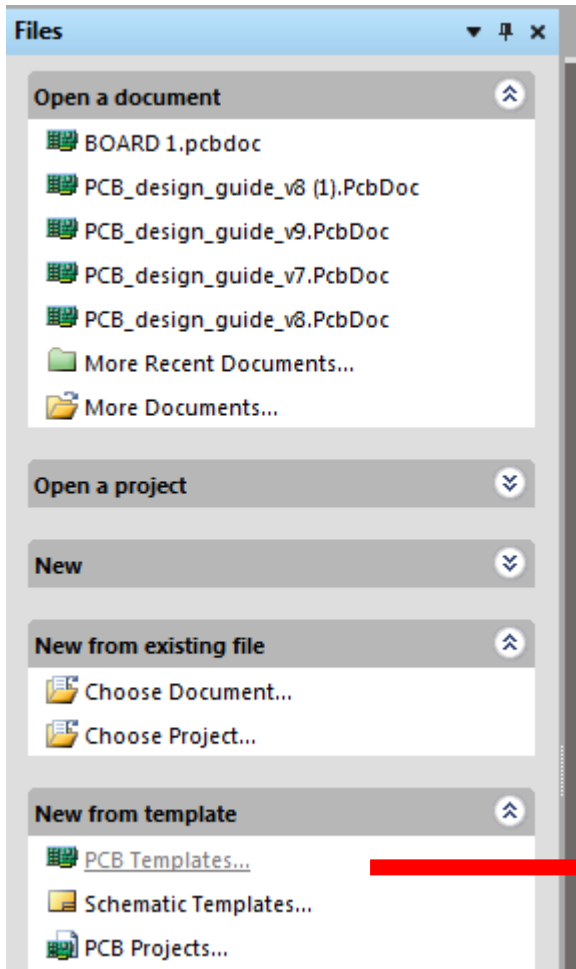 Files
Open a document
BOARD 1.pcbdoc
PCB_design_guide_v8 (1).PcbDoc
PCB_design_guide_v9.PcbDoc
PCB_design_guide_v7.PcbDoc
PCB_design_guide_v8.PcbDoc
More Recent Documents...
More Documents...
Open a project
New
New from existing file
Choose Document...
Choose Project...
New from template
PCB Templates...
Schematic Templates...
PCB Projects...